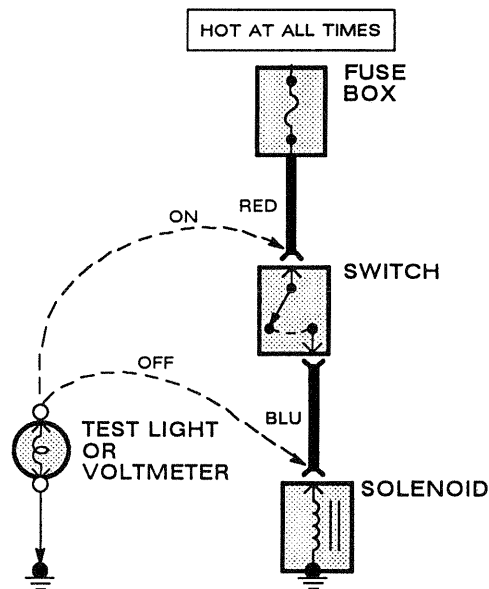 HOT AT ALL TIMES
FUSE
BOX
RED
ON
SWITCH
OFF
BLU
TEST LIGHT
OR
VOLTMETER
SOLENOID